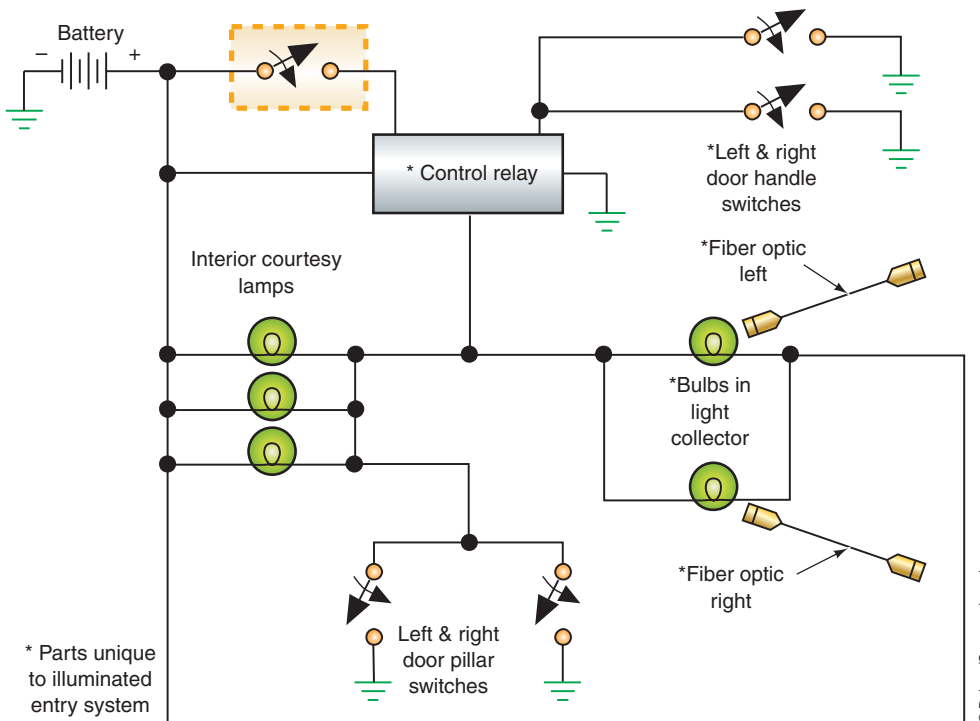 Battery
− +
* Control relay
*Left & right
door handle
switches
Interior courtesy
lamps
*Fiber optic
left
*Bulbs in
light
collector
*Fiber optic
right
Left & right
door pillar
switches
* Parts unique
to illuminated
entry system